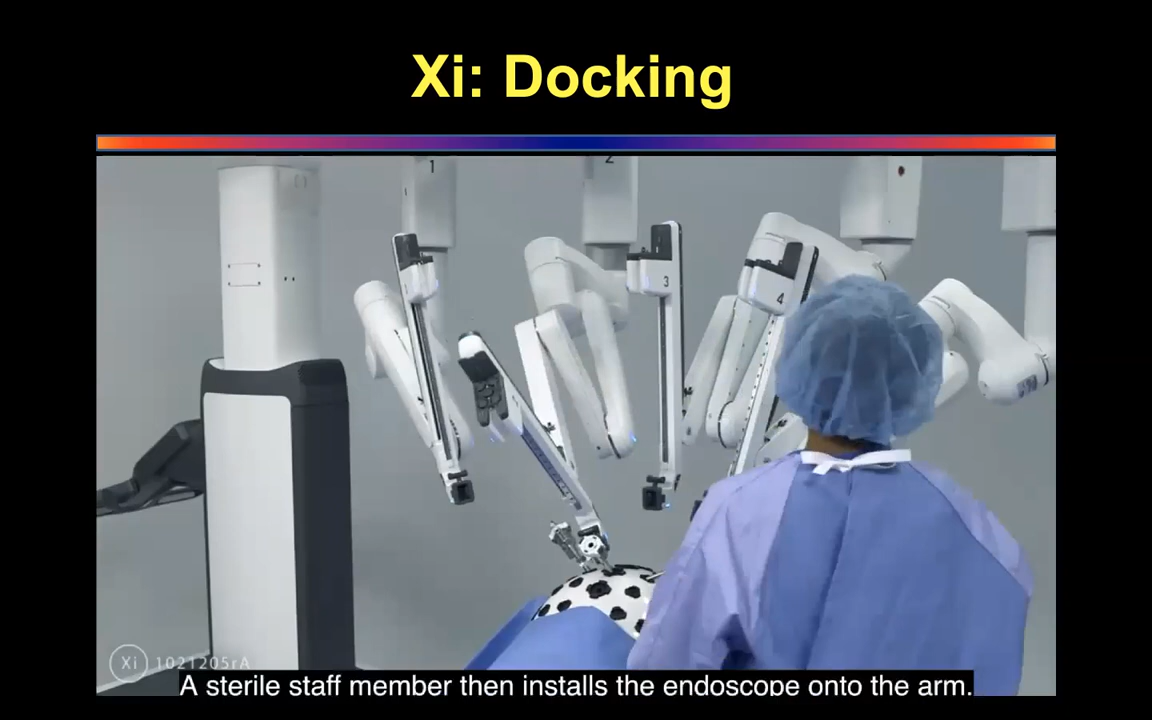 Xi: Docking
1
2
3
4
Xi 1021205rA
A sterile staff member then installs the endoscope onto the arm.